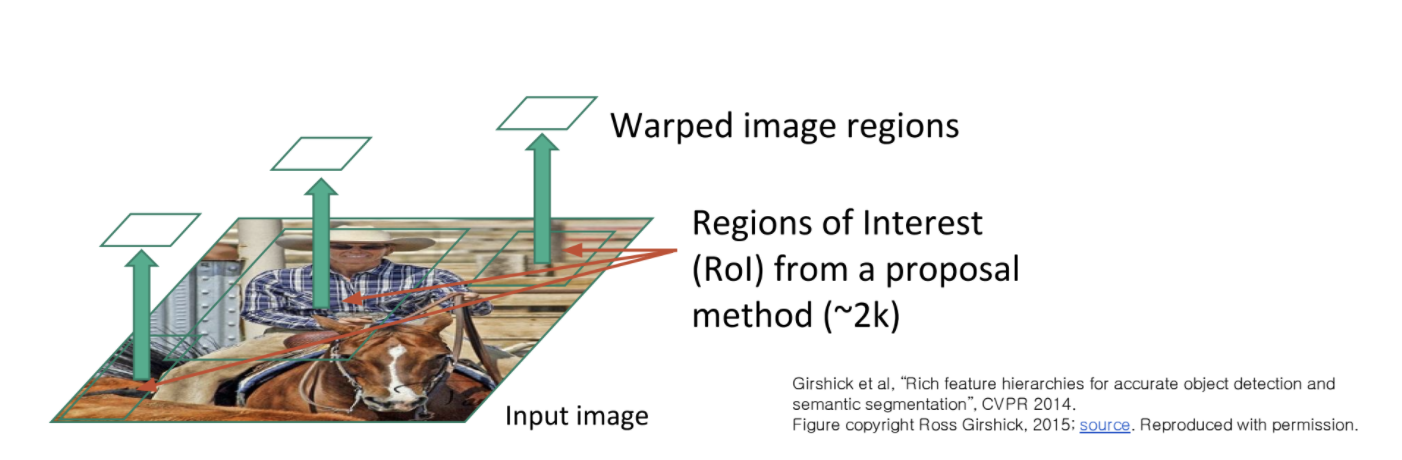 Warped image regions
Regions of Interest
(RoI) from a proposal
method (~2k)
Input image
Girshick et al, “Rich feature hierarchies for accurate object detection and
semantic segmentation”, CVPR 2014.
Figure copyright Ross Girshick, 2015; source. Reproduced with permission.